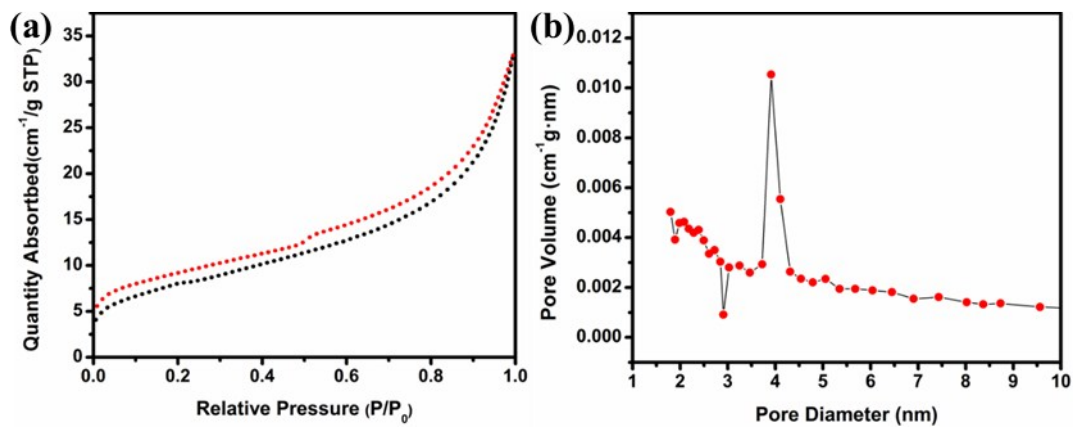 (a)
Quantity Absortbed(cm⁻¹/g STP)
35
30
25
20
15
10
5
0
0.0 0.2 0.4 0.6 0.8 1.0
Relative Pressure (P/P₀)
(b)
Pore Volume (cm⁻¹g·nm)
0.012
0.010
0.008
0.006
0.004
0.002
0.000
1 2 3 4 5 6 7 8 9 10
Pore Diameter (nm)